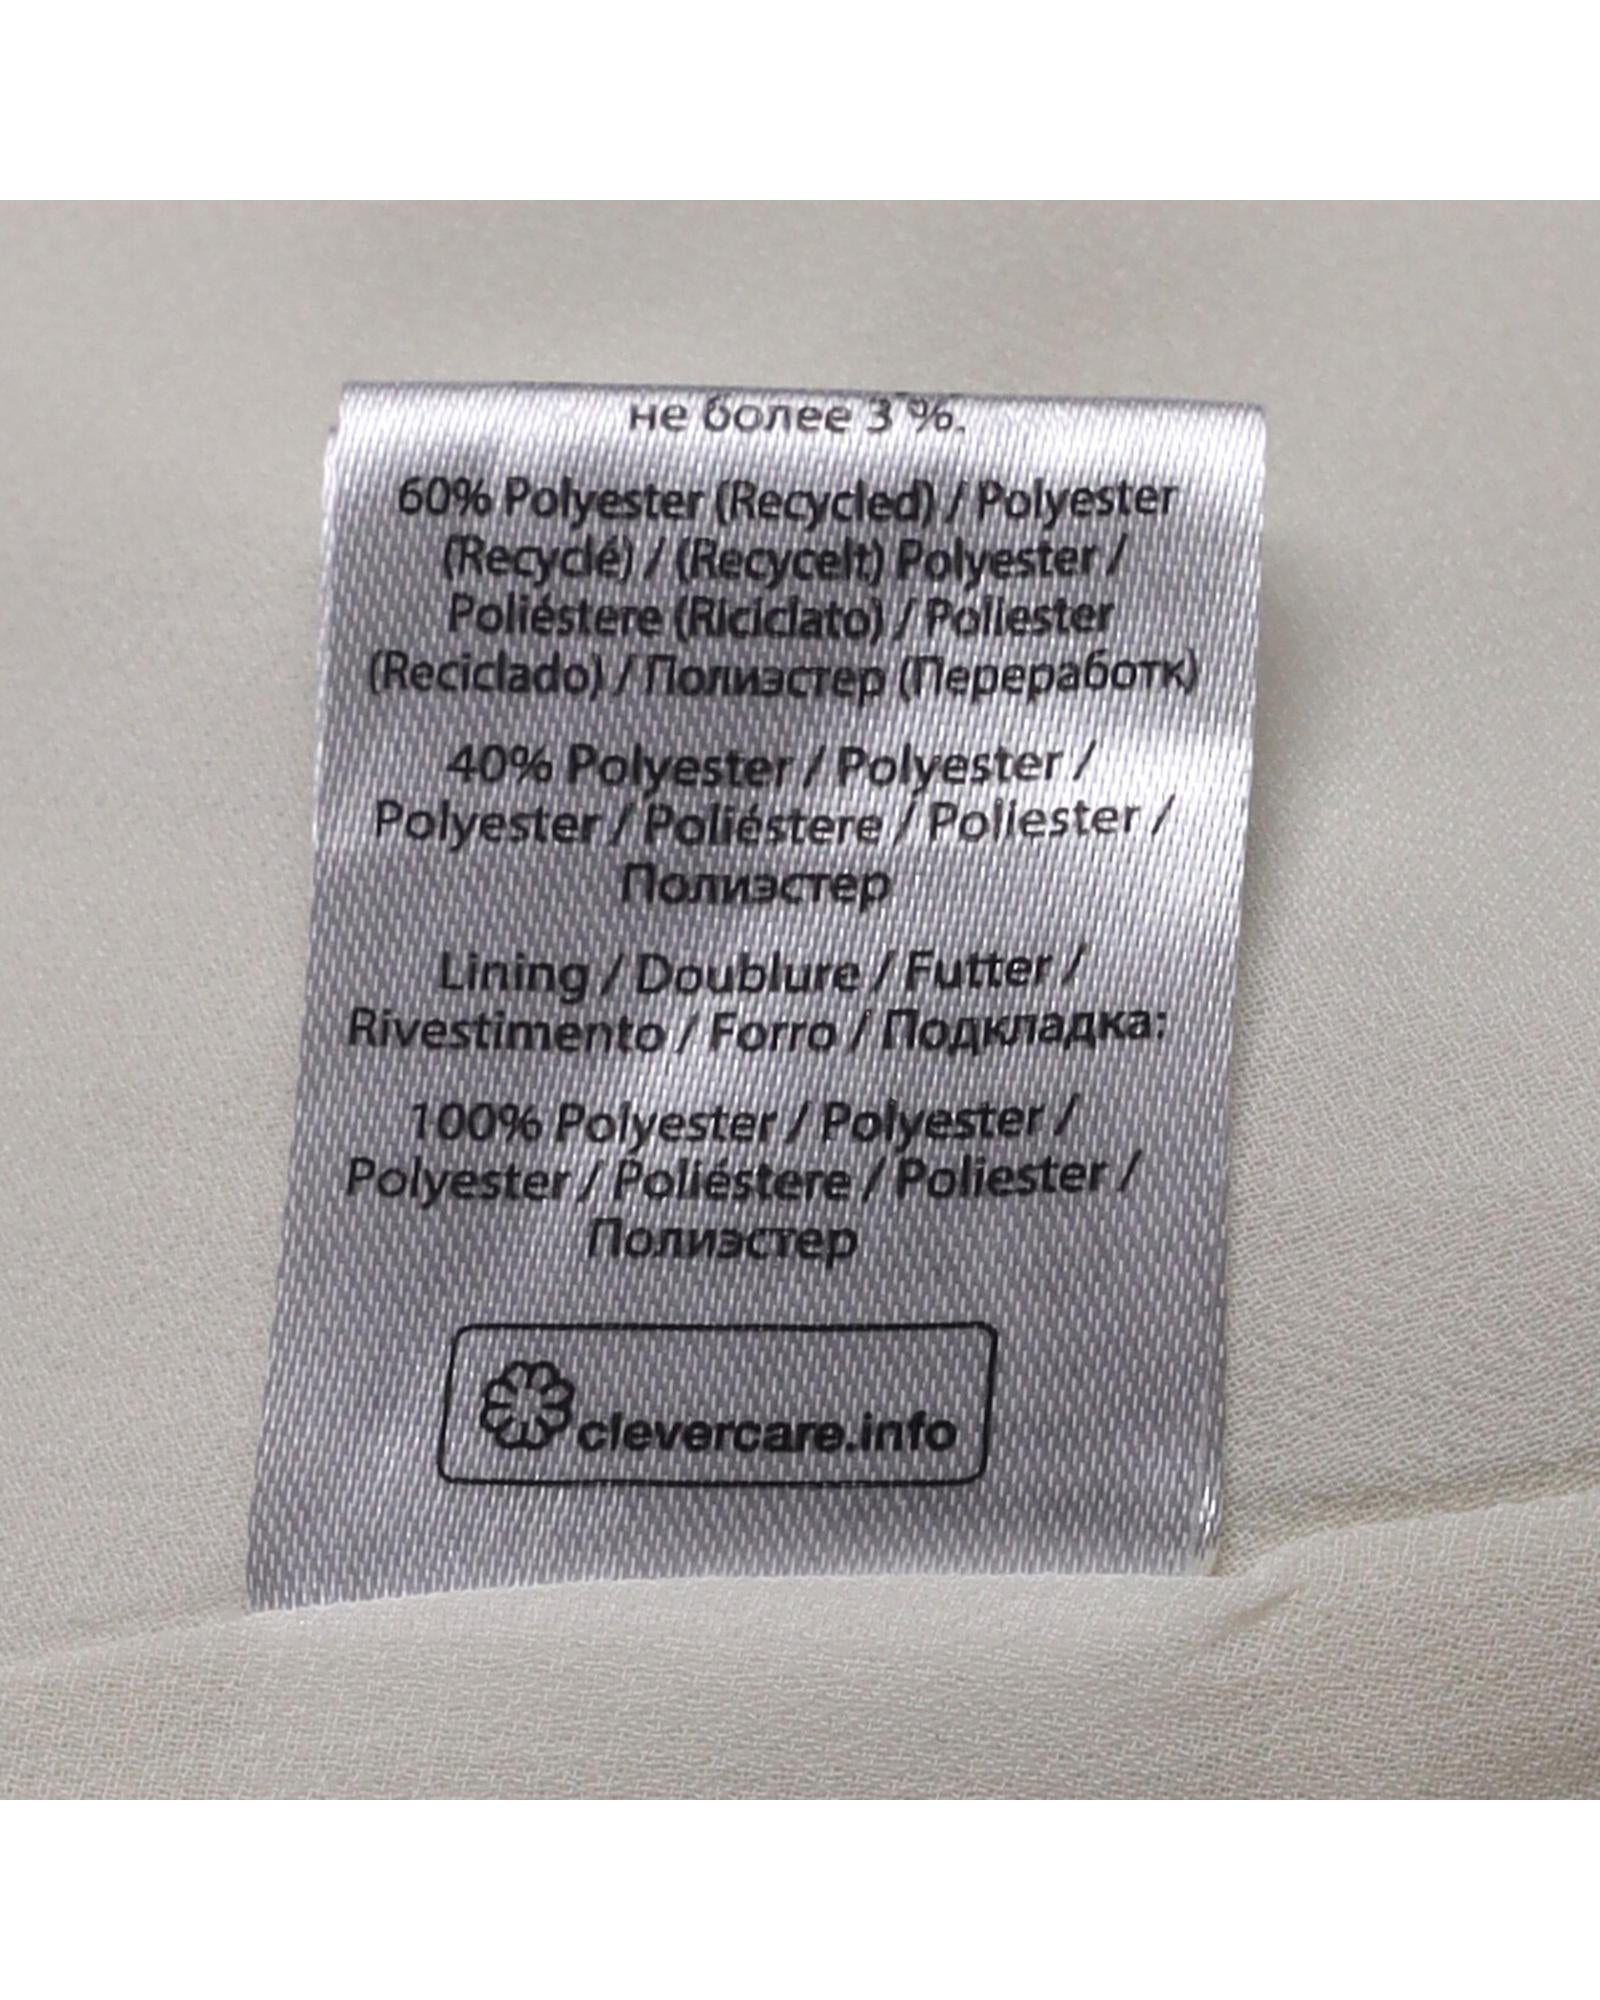 не более 3 %.
60% Polyester (Recycled) / Polyester
(Recyclé) / (Recycelt) Polyester /
Poliéstere (Riciclato) / Poliester
(Reciclado) / Полиэстер (Переработк)
40% Polyester / Polyester /
Polyester / Poliéstere / Poliester /
Полиэстер
Lining / Doublure / Futter /
Rivestimento / Forro / Подкладка:
100% Polyester / Polyester /
Polyester / Poliéstere / Poliester /
Полиэстер
clevercare.info